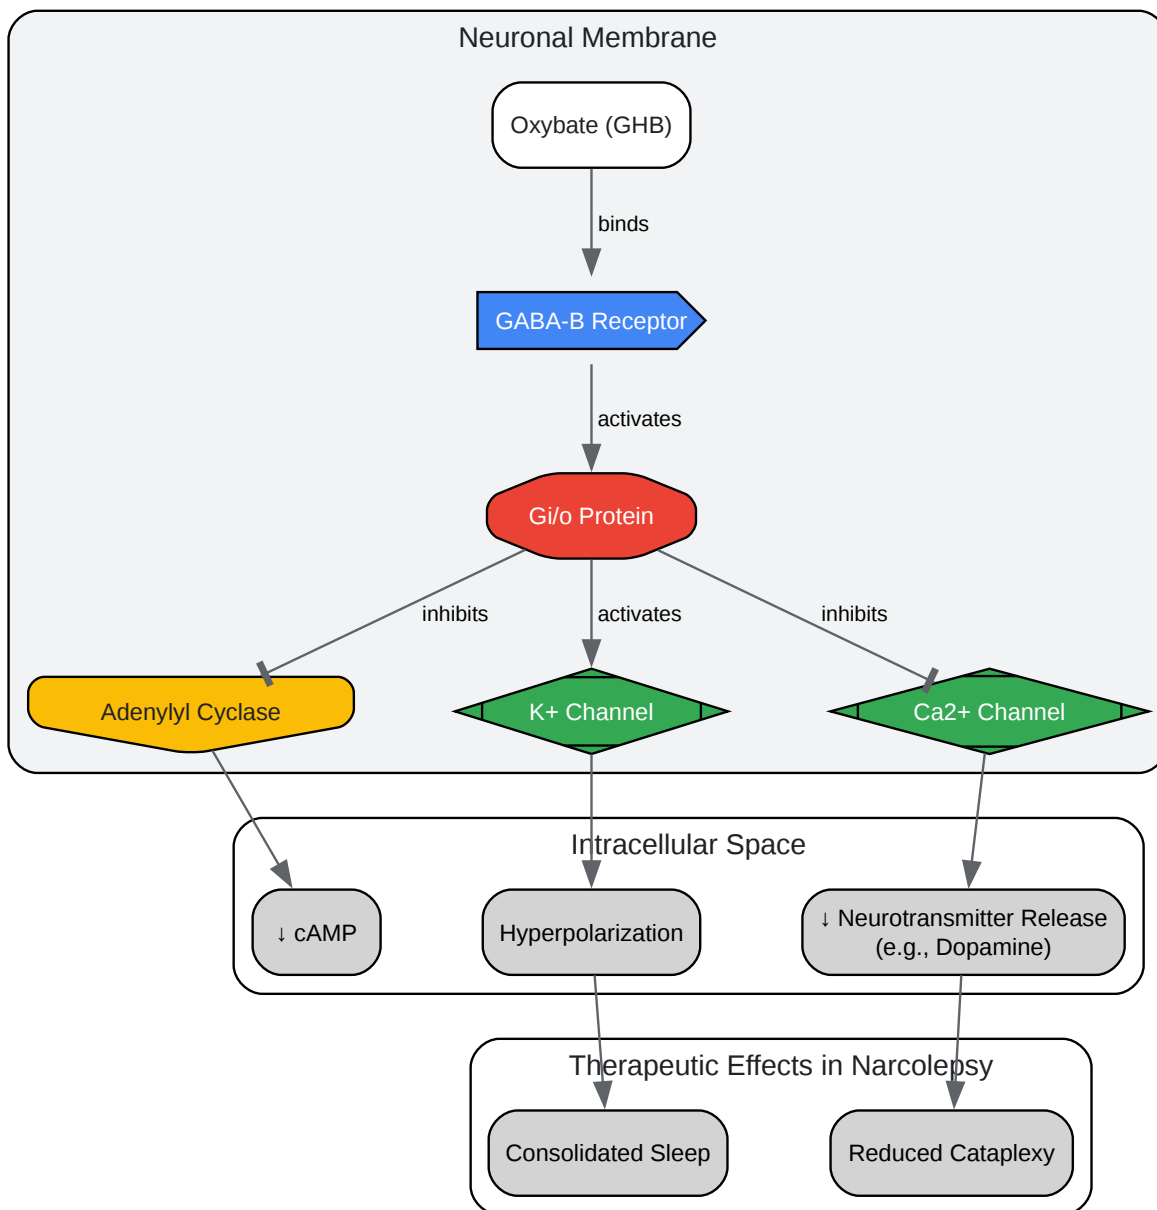 Neuronal Membrane
Oxybate (GHB)
binds
GABA-B Receptor
activates
Gi/o Protein
inhibits
activates
inhibits
Adenylyl Cyclase
K+ Channel
Ca2+ Channel
Intracellular Space
↓ cAMP
Hyperpolarization
↓ Neurotransmitter Release
(e.g., Dopamine)
Therapeutic Effects in Narcolepsy
Consolidated Sleep
Reduced Cataplexy